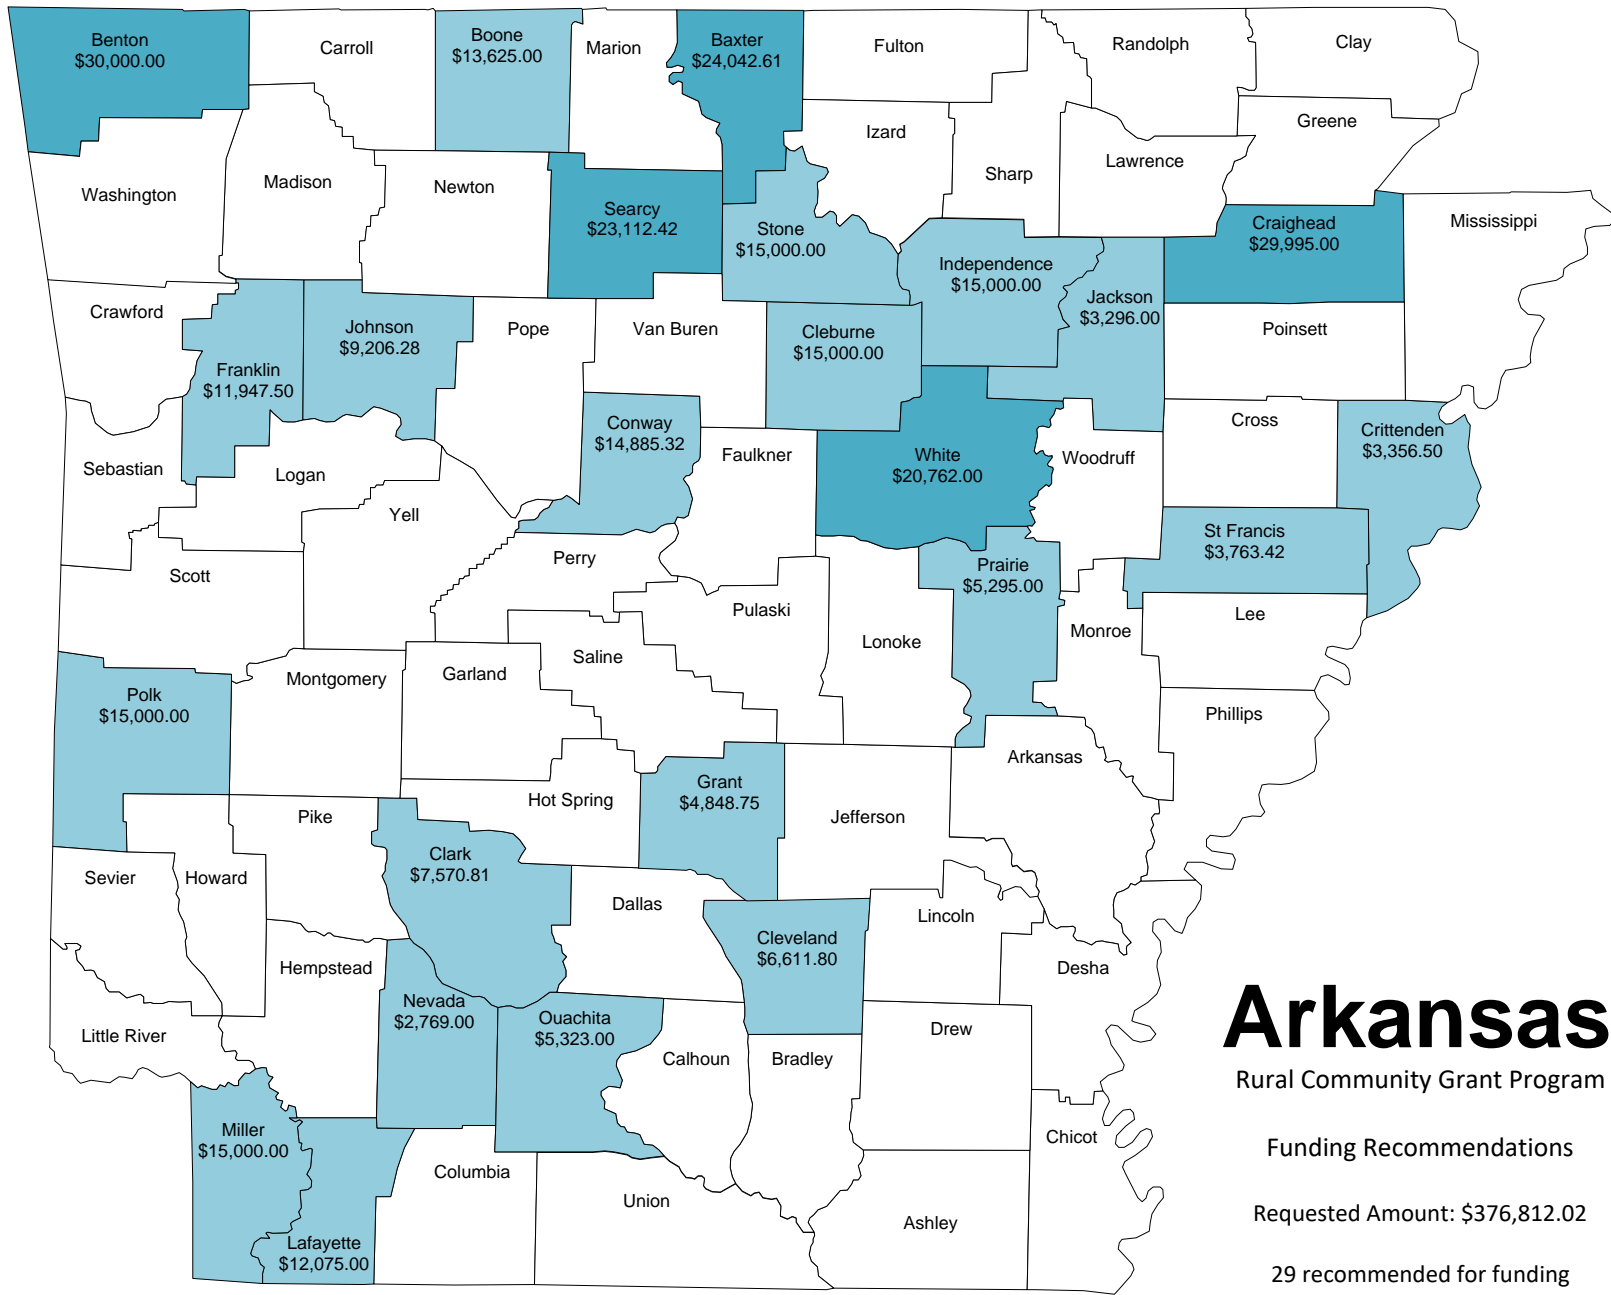 Benton
$30,000.00
Carroll
Boone
$13,625.00
Marion
Baxter
$24,042.61
Fulton
Randolph
Clay
Greene
Izard
Sharp
Lawrence
Washington
Madison
Newton
Searcy
$23,112.42
Stone
$15,000.00
Independence
$15,000.00
Jackson
$3,296.00
Craighead
$29,995.00
Mississippi
Crawford
Franklin
$11,947.50
Johnson
$9,206.28
Pope
Van Buren
Cleburne
$15,000.00
Poinsett
Sebastian
Logan
Conway
$14,885.32
Faulkner
White
$20,762.00
Woodruff
Cross
Crittenden
$3,356.50
Yell
Scott
Perry
Pulaski
Lonoke
Prairie
$5,295.00
St Francis
$3,763.42
Monroe
Lee
Polk
$15,000.00
Montgomery
Garland
Saline
Phillips
Arkansas
Hot Spring
Grant
$4,848.75
Jefferson
Pike
Clark
$7,570.81
Sevier
Howard
Dallas
Lincoln
Cleveland
$6,611.80
Desha
Hempstead
Nevada
$2,769.00
Ouachita
$5,323.00
Little River
Calhoun
Bradley
Drew
Miller
$15,000.00
Lafayette
$12,075.00
Columbia
Union
Ashley
Chicot
Arkansas
Rural Community Grant Program
Funding Recommendations
Requested Amount: $376,812.02
29 recommended for funding